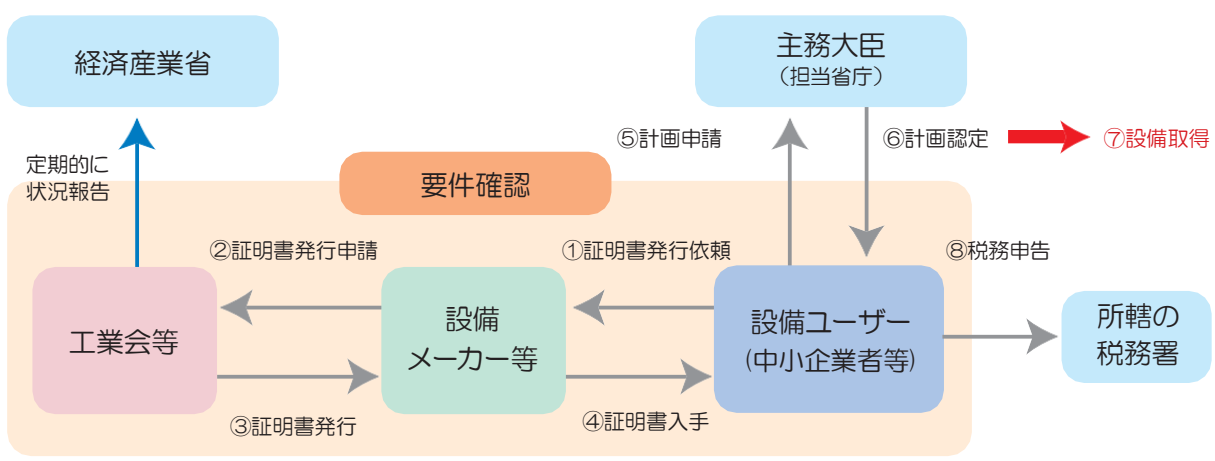 経済産業省
主務大臣
（担当省庁）
⑤計画申請
⑥計画認定
⑦設備取得
定期的に
状況報告
要件確認
②証明書発行申請
①証明書発行依頼
⑧税務申告
工業会等
設備
メーカー等
設備ユーザー
(中小企業者等)
所轄の
税務署
③証明書発行
④証明書入手